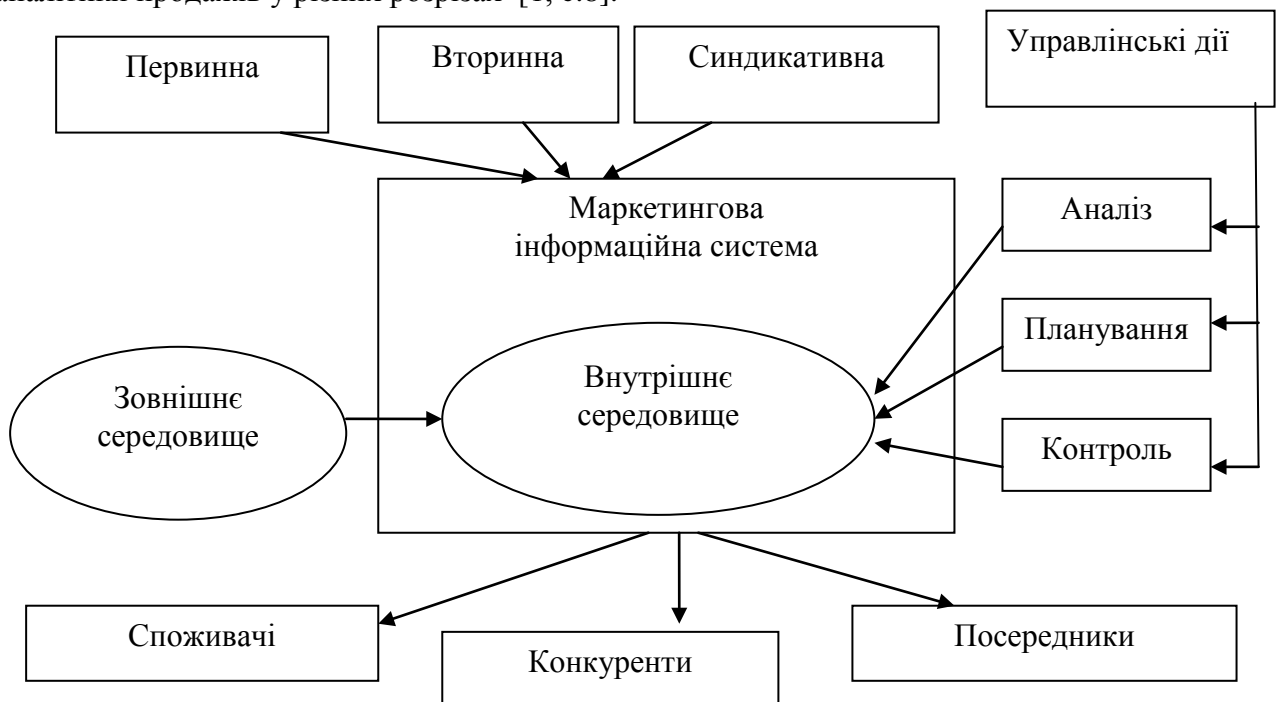 аналітики продажів у різних розрізах [1, с.8].
Первинна
Вторинна
Синдикативна
Управлінські дії
Маркетингова
інформаційна система
Аналіз
Планування
Контроль
Зовнішнє
середовище
Внутрішнє
середовище
Споживачі
Конкуренти
Посередники